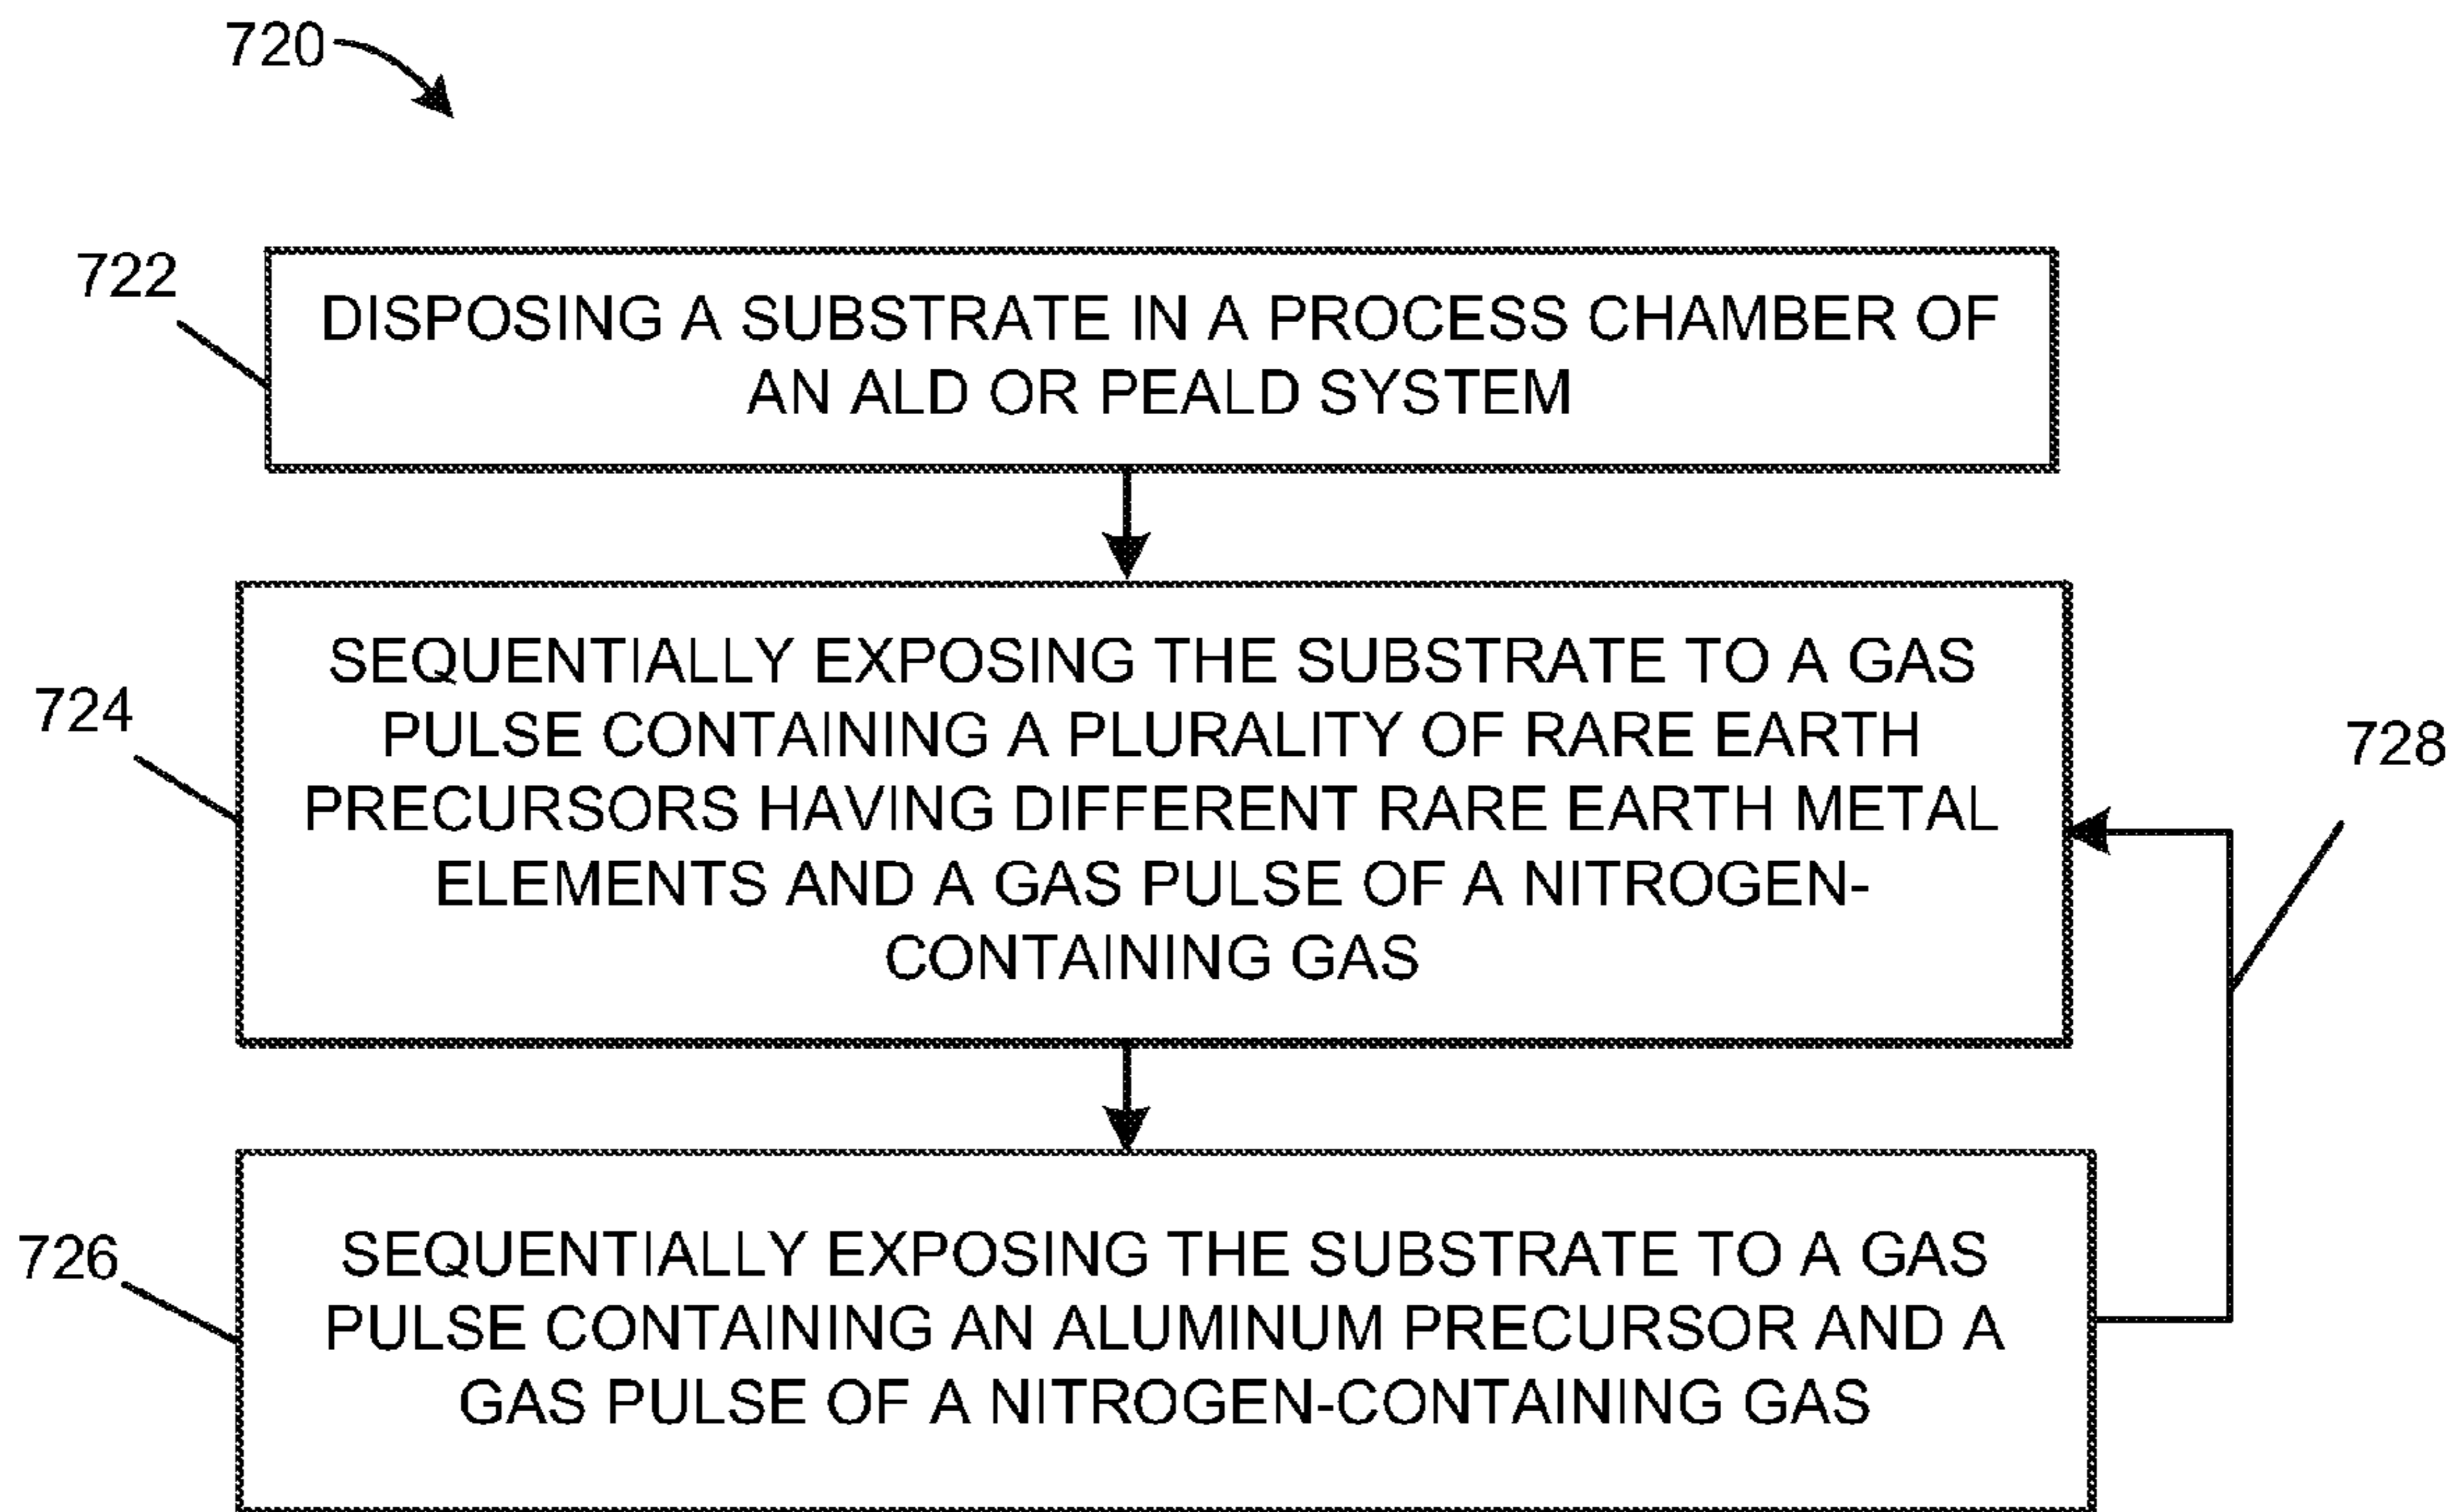 720
722
DISPOSING A SUBSTRATE IN A PROCESS CHAMBER OF
AN ALD OR PEALD SYSTEM
724
SEQUENTIALLY EXPOSING THE SUBSTRATE TO A GAS
PULSE CONTAINING A PLURALITY OF RARE EARTH
PRECURSORS HAVING DIFFERENT RARE EARTH METAL
ELEMENTS AND A GAS PULSE OF A NITROGEN-
CONTAINING GAS
728
726
SEQUENTIALLY EXPOSING THE SUBSTRATE TO A GAS
PULSE CONTAINING AN ALUMINUM PRECURSOR AND A
GAS PULSE OF A NITROGEN-CONTAINING GAS